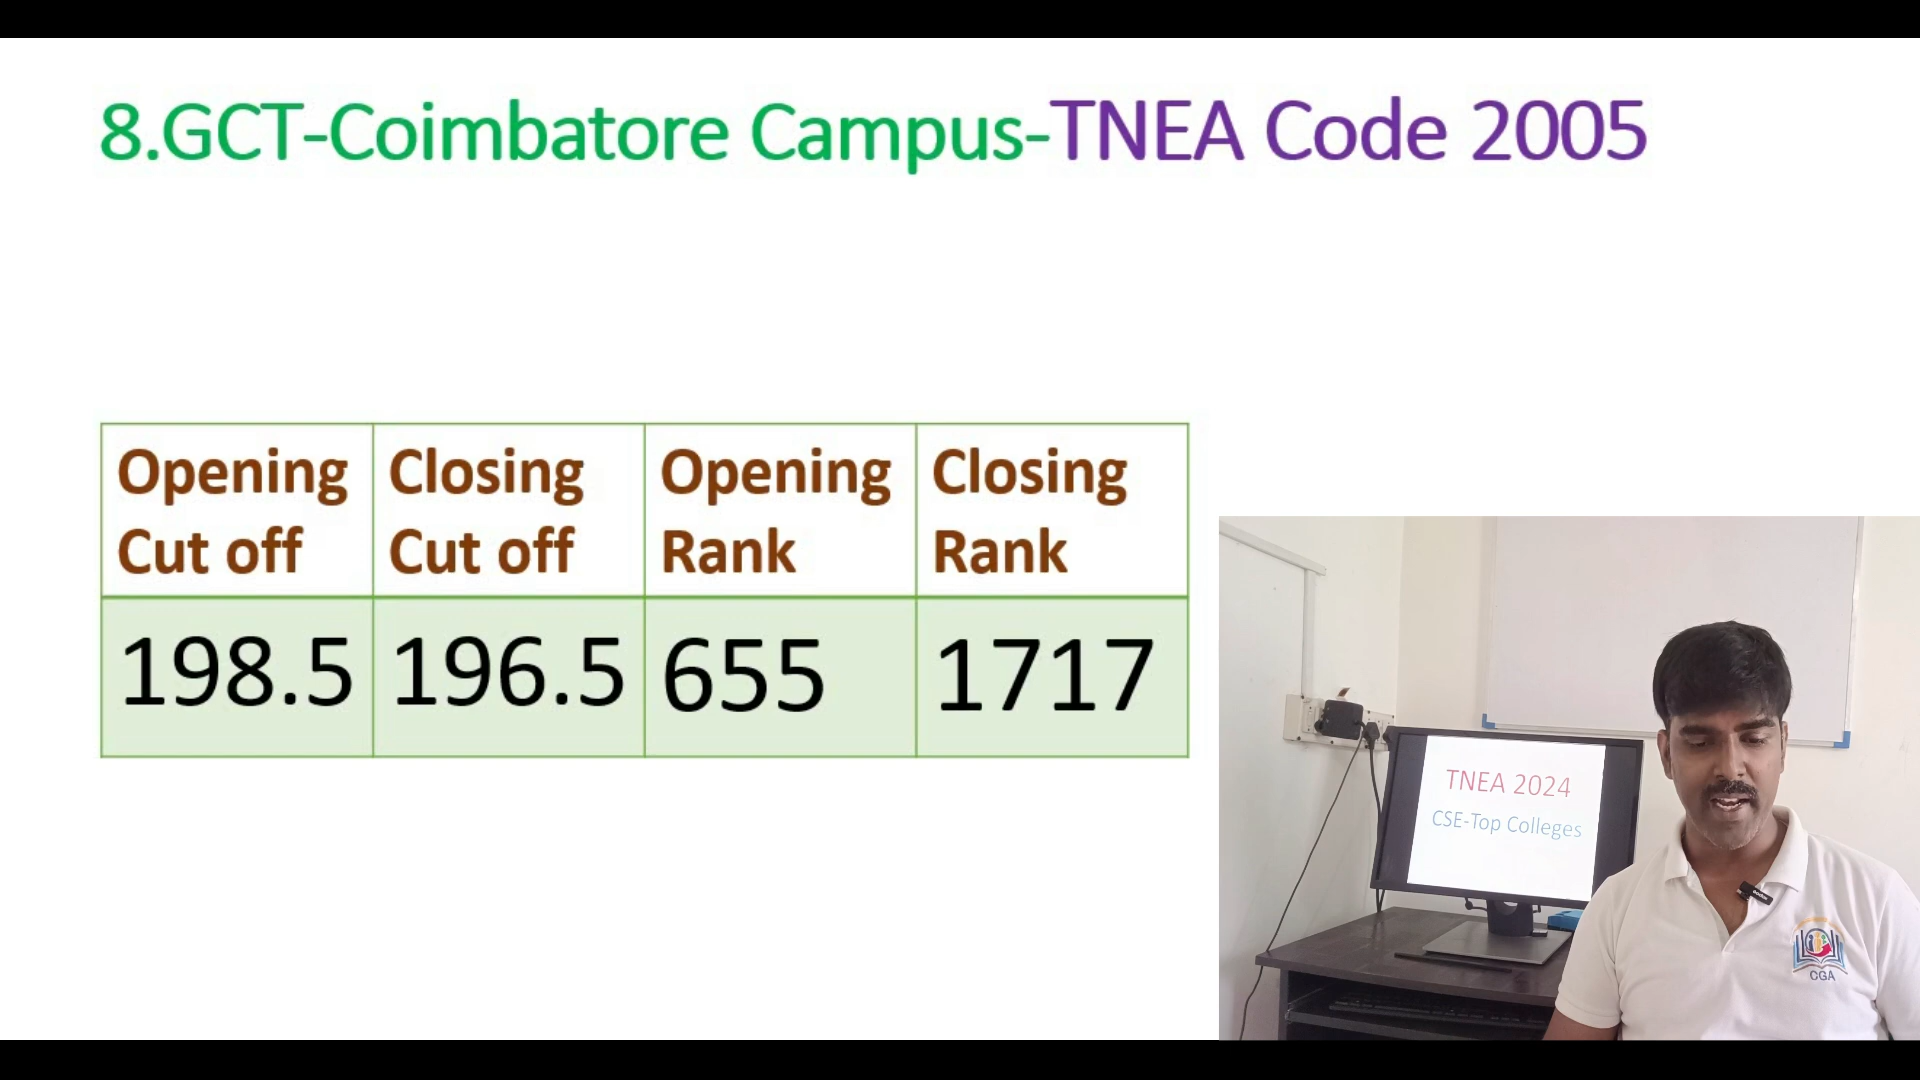 8.GCT-Coimbatore Campus-TNEA Code 2005
Opening Cut off
Closing Cut off
Opening Rank
Closing Rank
198.5
196.5
655
1717
TNEA 2024
CSE-Top Colleges
CGA